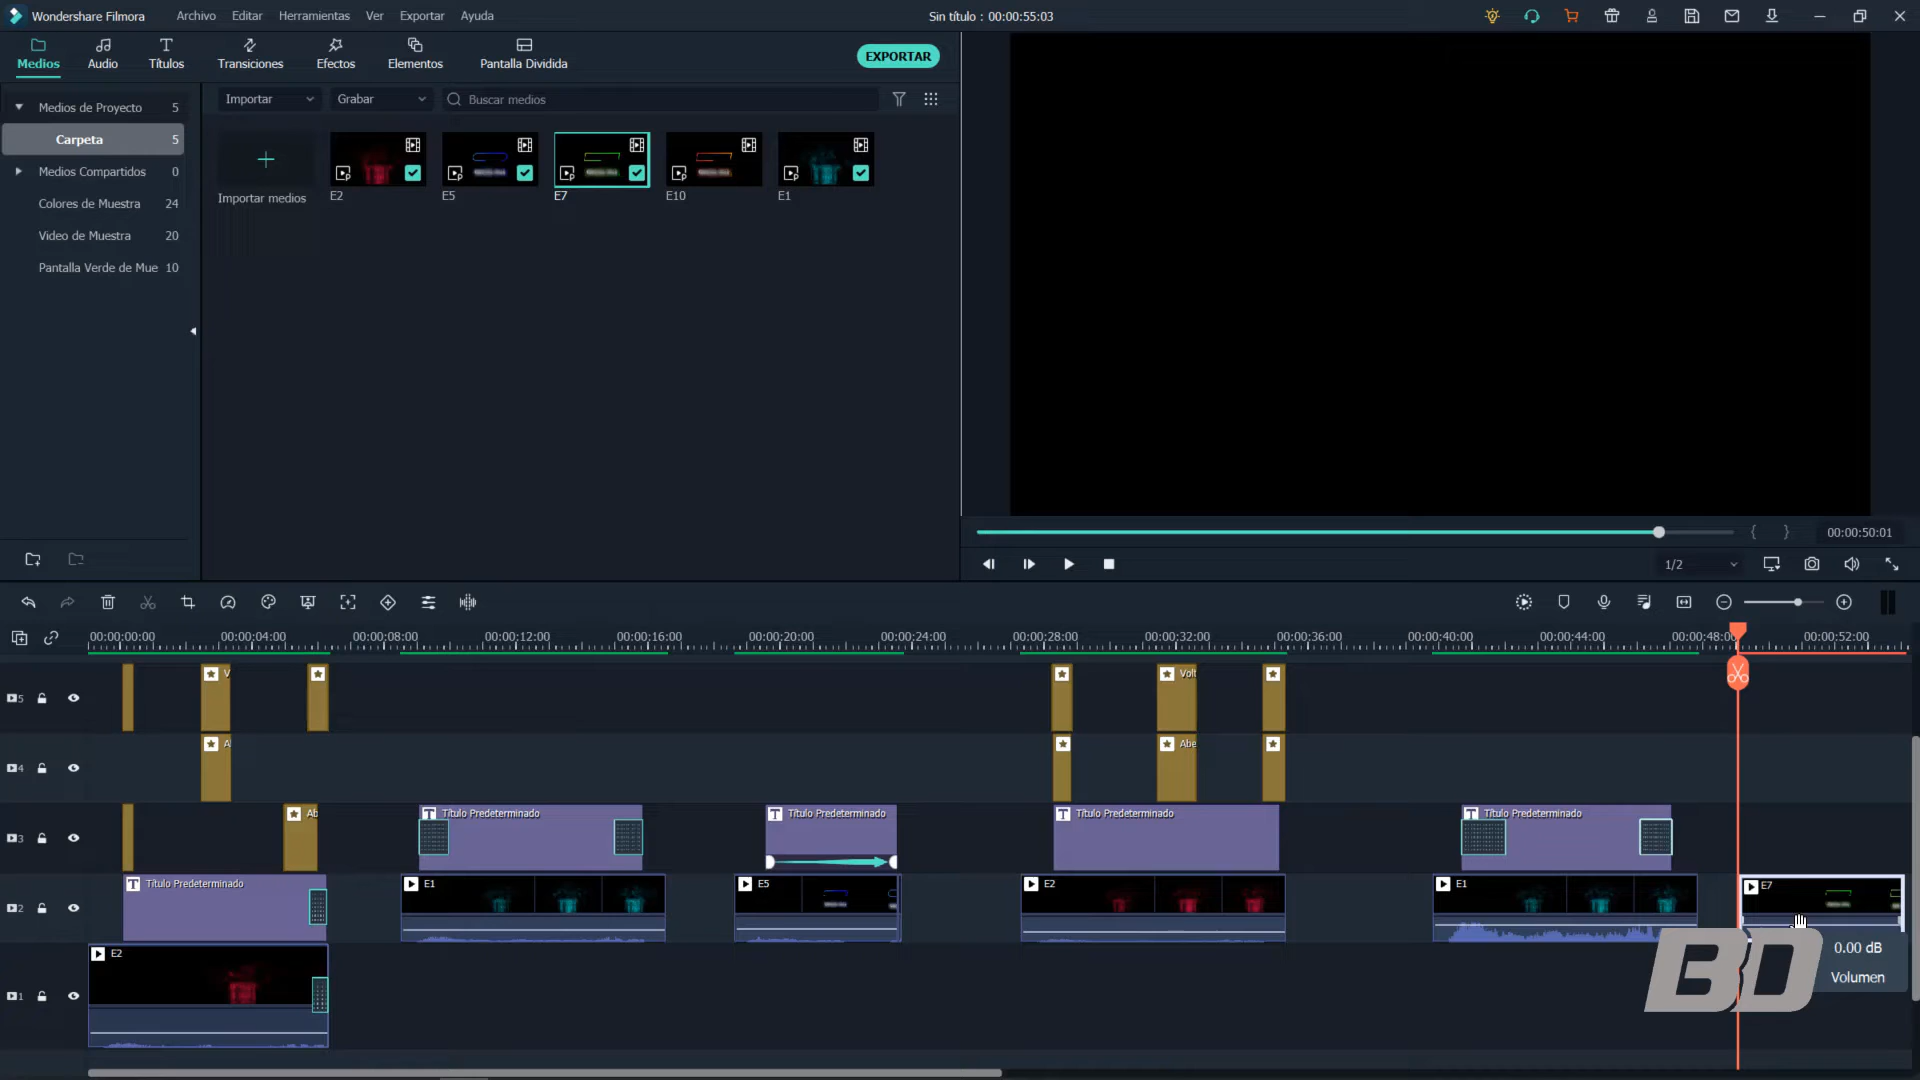 Wondershare Filmora
Archivo Editar Herramientas Ver Exportar Ayuda
Sin título : 00:00:55:03
Medios Audio Títulos Transiciones Efectos Elementos Pantalla Dividida
EXPORTAR
Medios de Proyecto 5
Carpeta 5
Medios Compartidos 0
Colores de Muestra 24
Video de Muestra 20
Pantalla Verde de Mue 10
Importar Grabar Buscar medios
Importar medios E2 E5 E7 E10 E1
00:00:50:01
1/2
00:00:00:00 00:00:04:00 00:00:08:00 00:00:12:00 00:00:16:00 00:00:20:00 00:00:24:00 00:00:28:00 00:00:32:00 00:00:36:00 00:00:40:00 00:00:44:00 00:00:48:00 00:00:52:00
5 V Volt
4 A Abe
3 Ab Título Predeterminado Título Predeterminado Título Predeterminado Título Predeterminado
2 Título Predeterminado E1 E5 E2 E1 E7
0.00 dB
Volumen
1 E2
BD